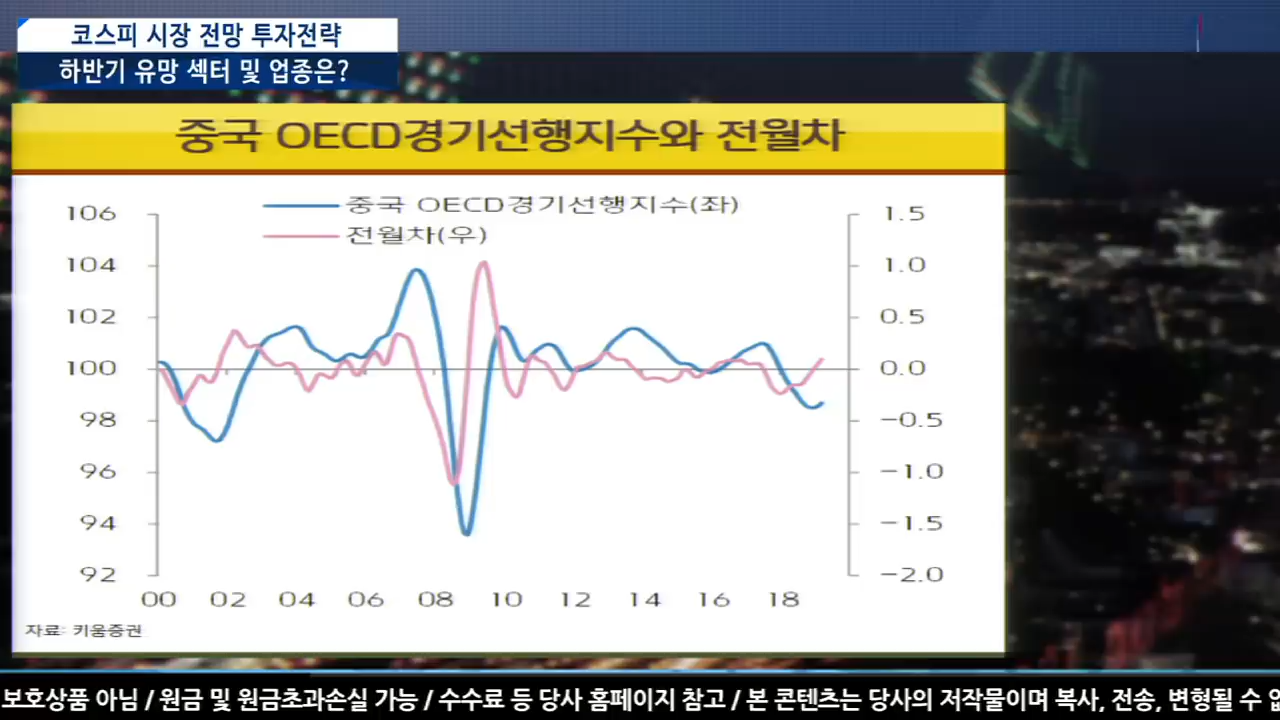 코스피 시장 전망 투자전략
하반기 유망 섹터 및 업종은?
중국 OECD경기선행지수와 전월차
중국 OECD경기선행지수(좌)
전월차(우)
106
104
102
100
98
96
94
92
1.5
1.0
0.5
0.0
−0.5
−1.0
−1.5
−2.0
00 02 04 06 08 10 12 14 16 18
자료: 키움증권
보호상품 아님 / 원금 및 원금초과손실 가능 / 수수료 등 당사 홈페이지 참고 / 본 콘텐츠는 당사의 저작물이며 복사, 전송, 변형될 수